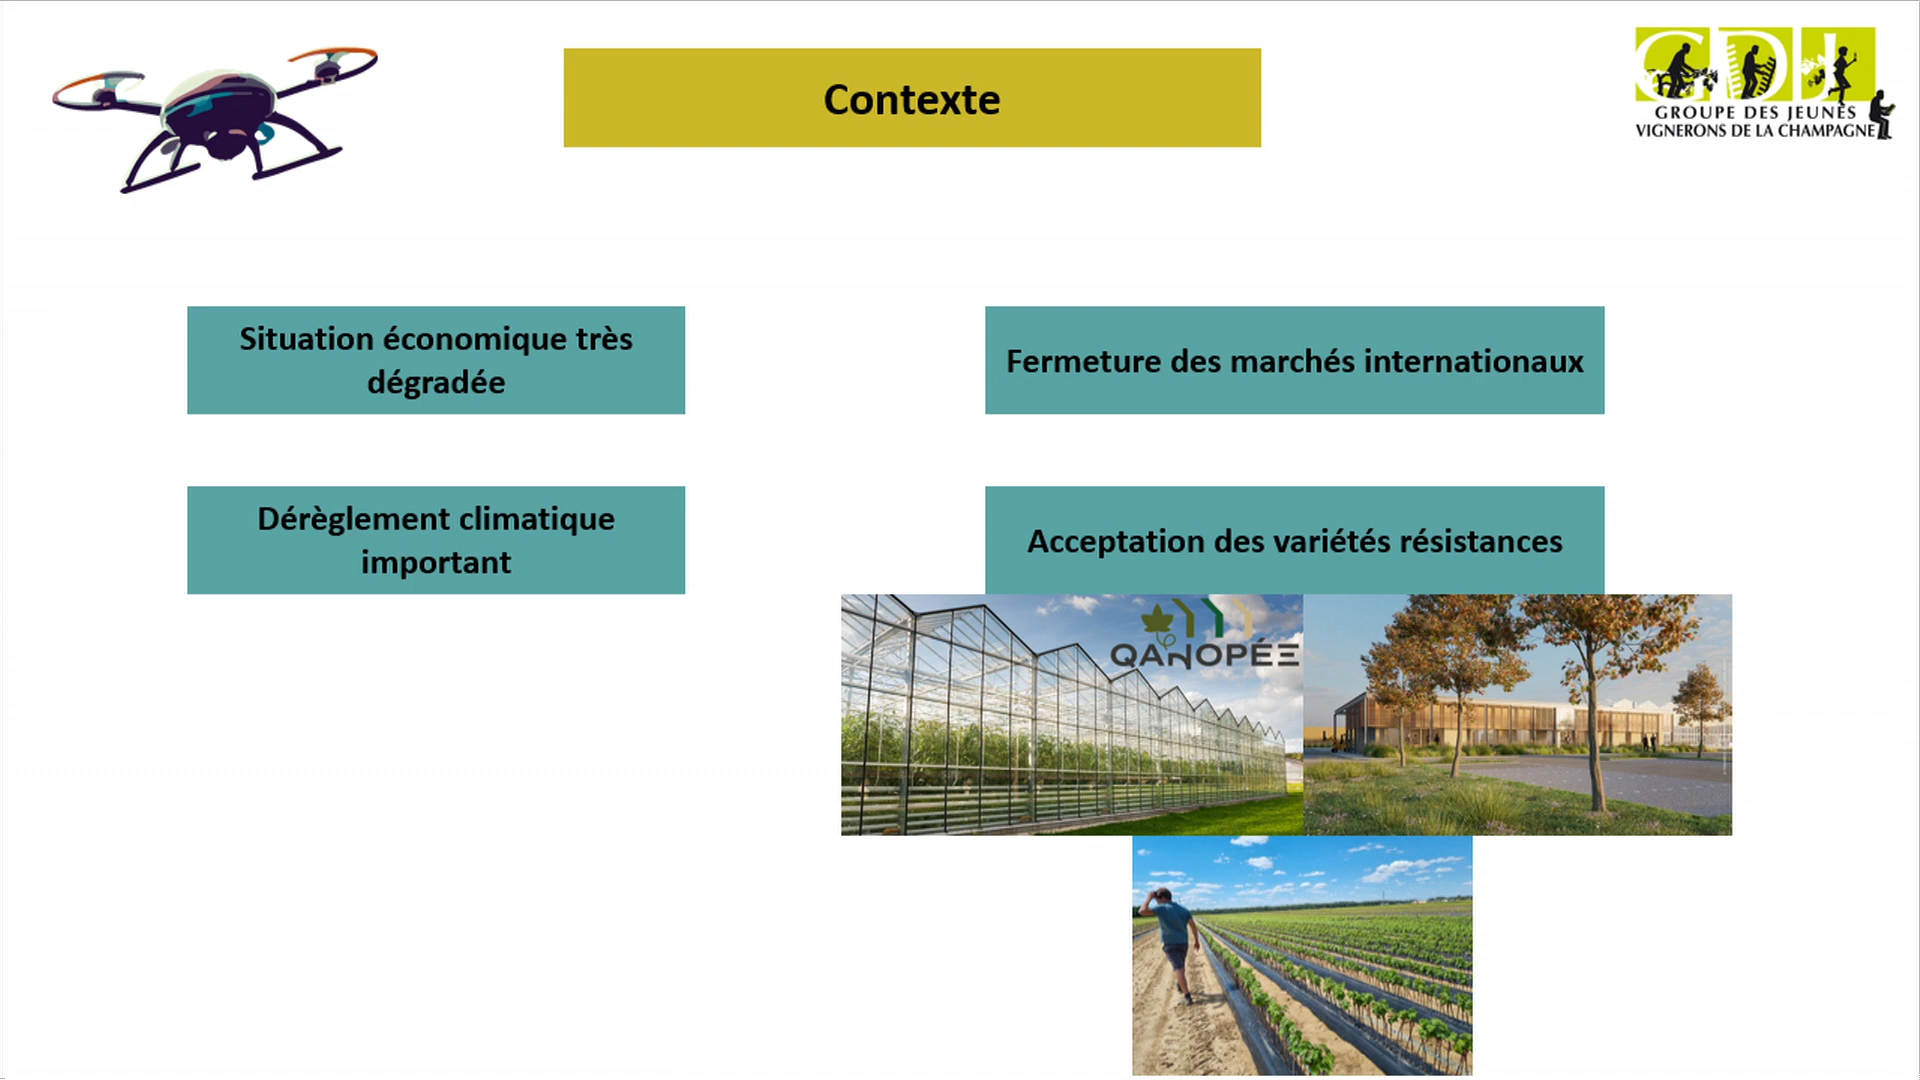 Contexte
GDJ
GROUPE DES JEUNES
VIGNERONS DE LA CHAMPAGNE
Situation économique très
dégradée
Fermeture des marchés internationaux
Dérèglement climatique
important
Acceptation des variétés résistances
QANOPÉE